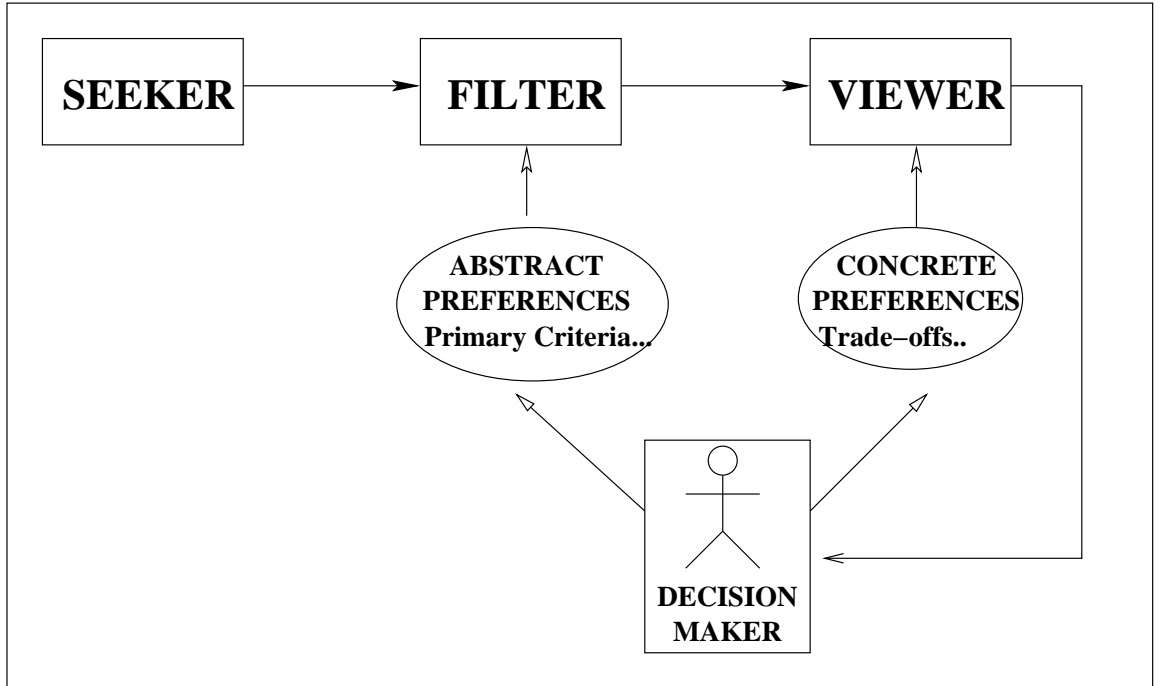 SEEKER
FILTER
VIEWER
ABSTRACT
PREFERENCES
Primary Criteria...
CONCRETE
PREFERENCES
Trade−offs..
DECISION
MAKER